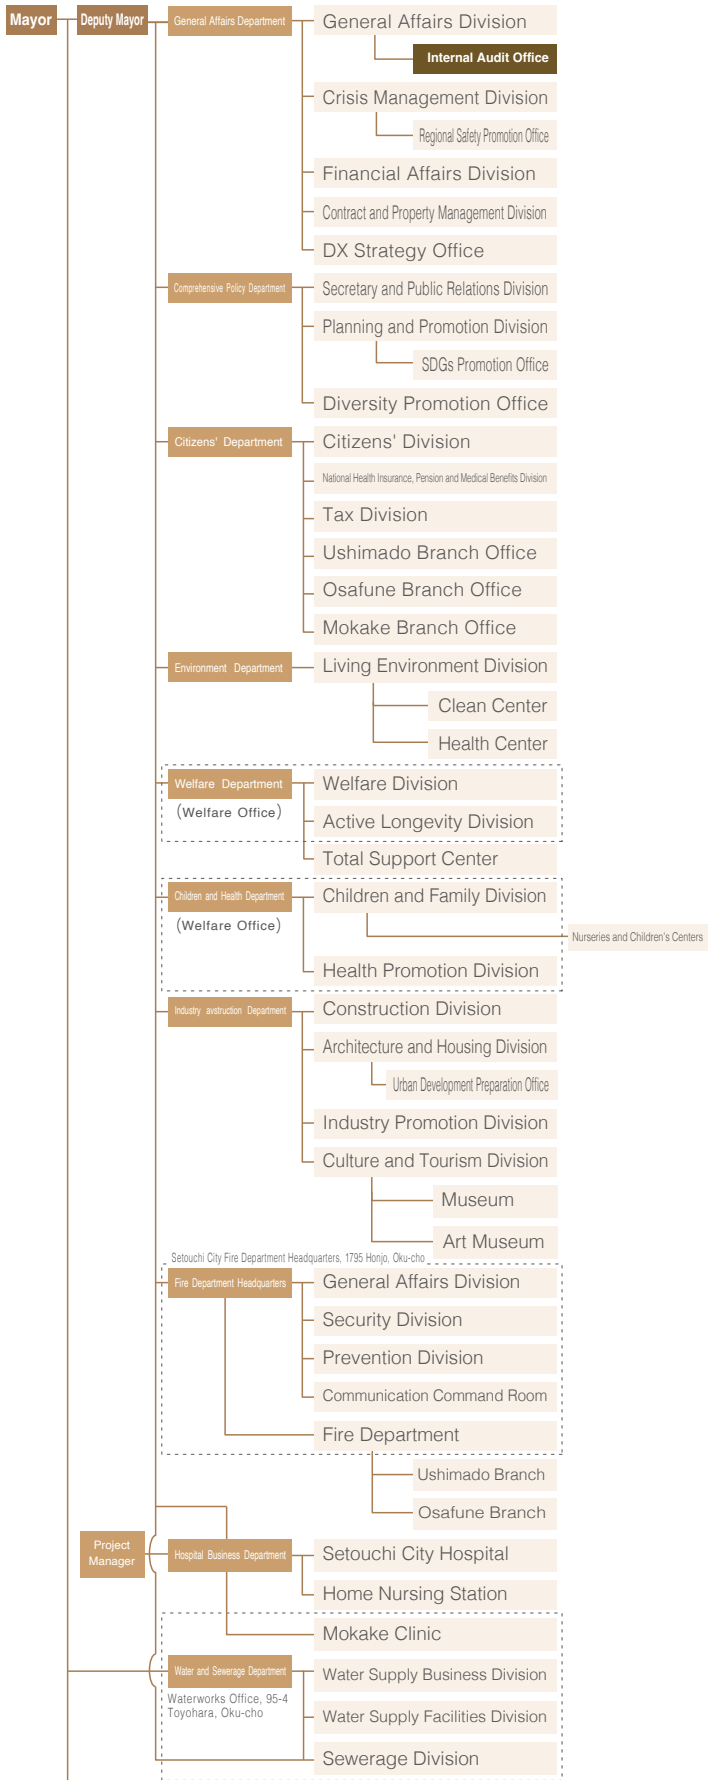 Mayor
Deputy Mayor
General Affairs Department
General Affairs Division
Internal Audit Office
Crisis Management Division
Regional Safety Promotion Office
Financial Affairs Division
Contract and Property Management Division
DX Strategy Office
Comprehensive Policy Department
Secretary and Public Relations Division
Planning and Promotion Division
SDGs Promotion Office
Diversity Promotion Office
Citizens' Department
Citizens' Division
National Health Insurance, Pension and Medical Benefits Division
Tax Division
Ushimado Branch Office
Osafune Branch Office
Mokake Branch Office
Environment Department
Living Environment Division
Clean Center
Health Center
Welfare Department
(Welfare Office)
Welfare Division
Active Longevity Division
Total Support Center
Children and Health Department
(Welfare Office)
Children and Family Division
Nurseries and Children's Centers
Health Promotion Division
Industry avstruction Department
Construction Division
Architecture and Housing Division
Urban Development Preparation Office
Industry Promotion Division
Culture and Tourism Division
Museum
Art Museum
Setouchi City Fire Department Headquarters, 1795 Honjo, Oku-cho
Fire Department Headquarters
General Affairs Division
Security Division
Prevention Division
Communication Command Room
Fire Department
Ushimado Branch
Osafune Branch
Project
Manager
Hospital Business Department
Setouchi City Hospital
Home Nursing Station
Mokake Clinic
Water and Sewerage Department
Waterworks Office, 95-4
Toyohara, Oku-cho
Water Supply Business Division
Water Supply Facilities Division
Sewerage Division